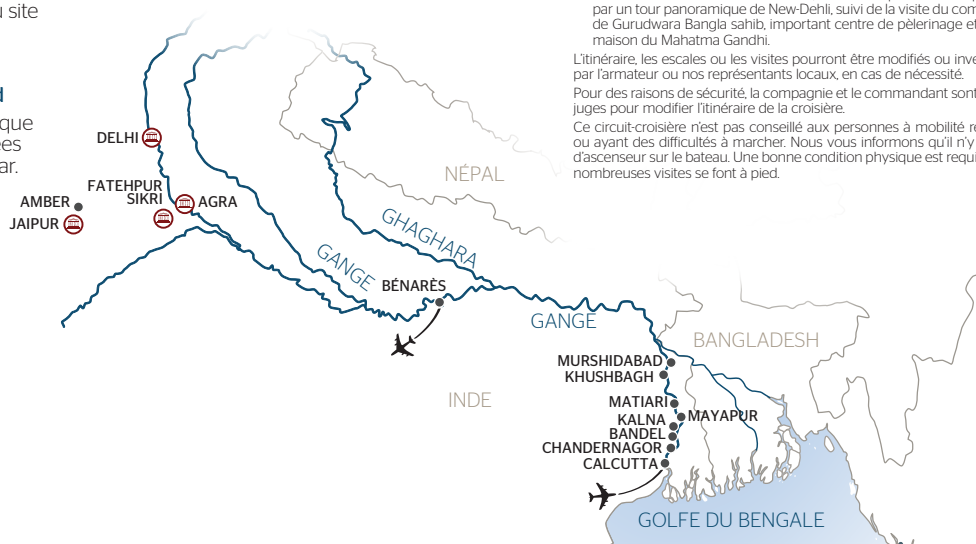 u site
d
que
es
ar.
par un tour panoramique de New-Dehli, suivi de la visite du com
de Gurudwara Bangla sahib, important centre de pèlerinage et
maison du Mahatma Gandhi.
L'itinéraire, les escales ou les visites pourront être modifiés ou inve
par l'armateur ou nos représentants locaux, en cas de nécessité.
Pour des raisons de sécurité, la compagnie et le commandant sont
juges pour modifier l'itinéraire de la croisière.
Ce circuit-croisière n'est pas conseillé aux personnes à mobilité re
ou ayant des difficultés à marcher. Nous vous informons qu'il n'y
d'ascenseur sur le bateau. Une bonne condition physique est requi
nombreuses visites se font à pied.
DELHI
NÉPAL
FATEHPUR
SIKRI
AGRA
AMBER
JAIPUR
GHAGHARA
GANGE
BÉNARÈS
GANGE
BANGLADESH
MURSHIDABAD
KHUSHBAGH
INDE
MATIARI
MAYAPUR
KALNA
BANDEL
CHANDERNAGOR
CALCUTTA
GOLFE DU BENGALE